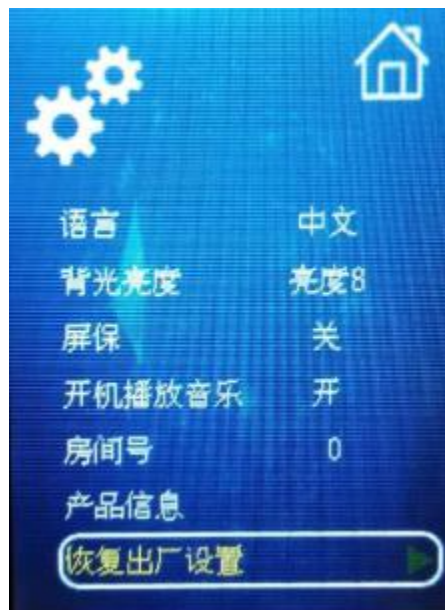 语言 中文
背光亮度 亮度8
屏保 关
开机播放音乐 开
房间号 0
产品信息
恢复出厂设置